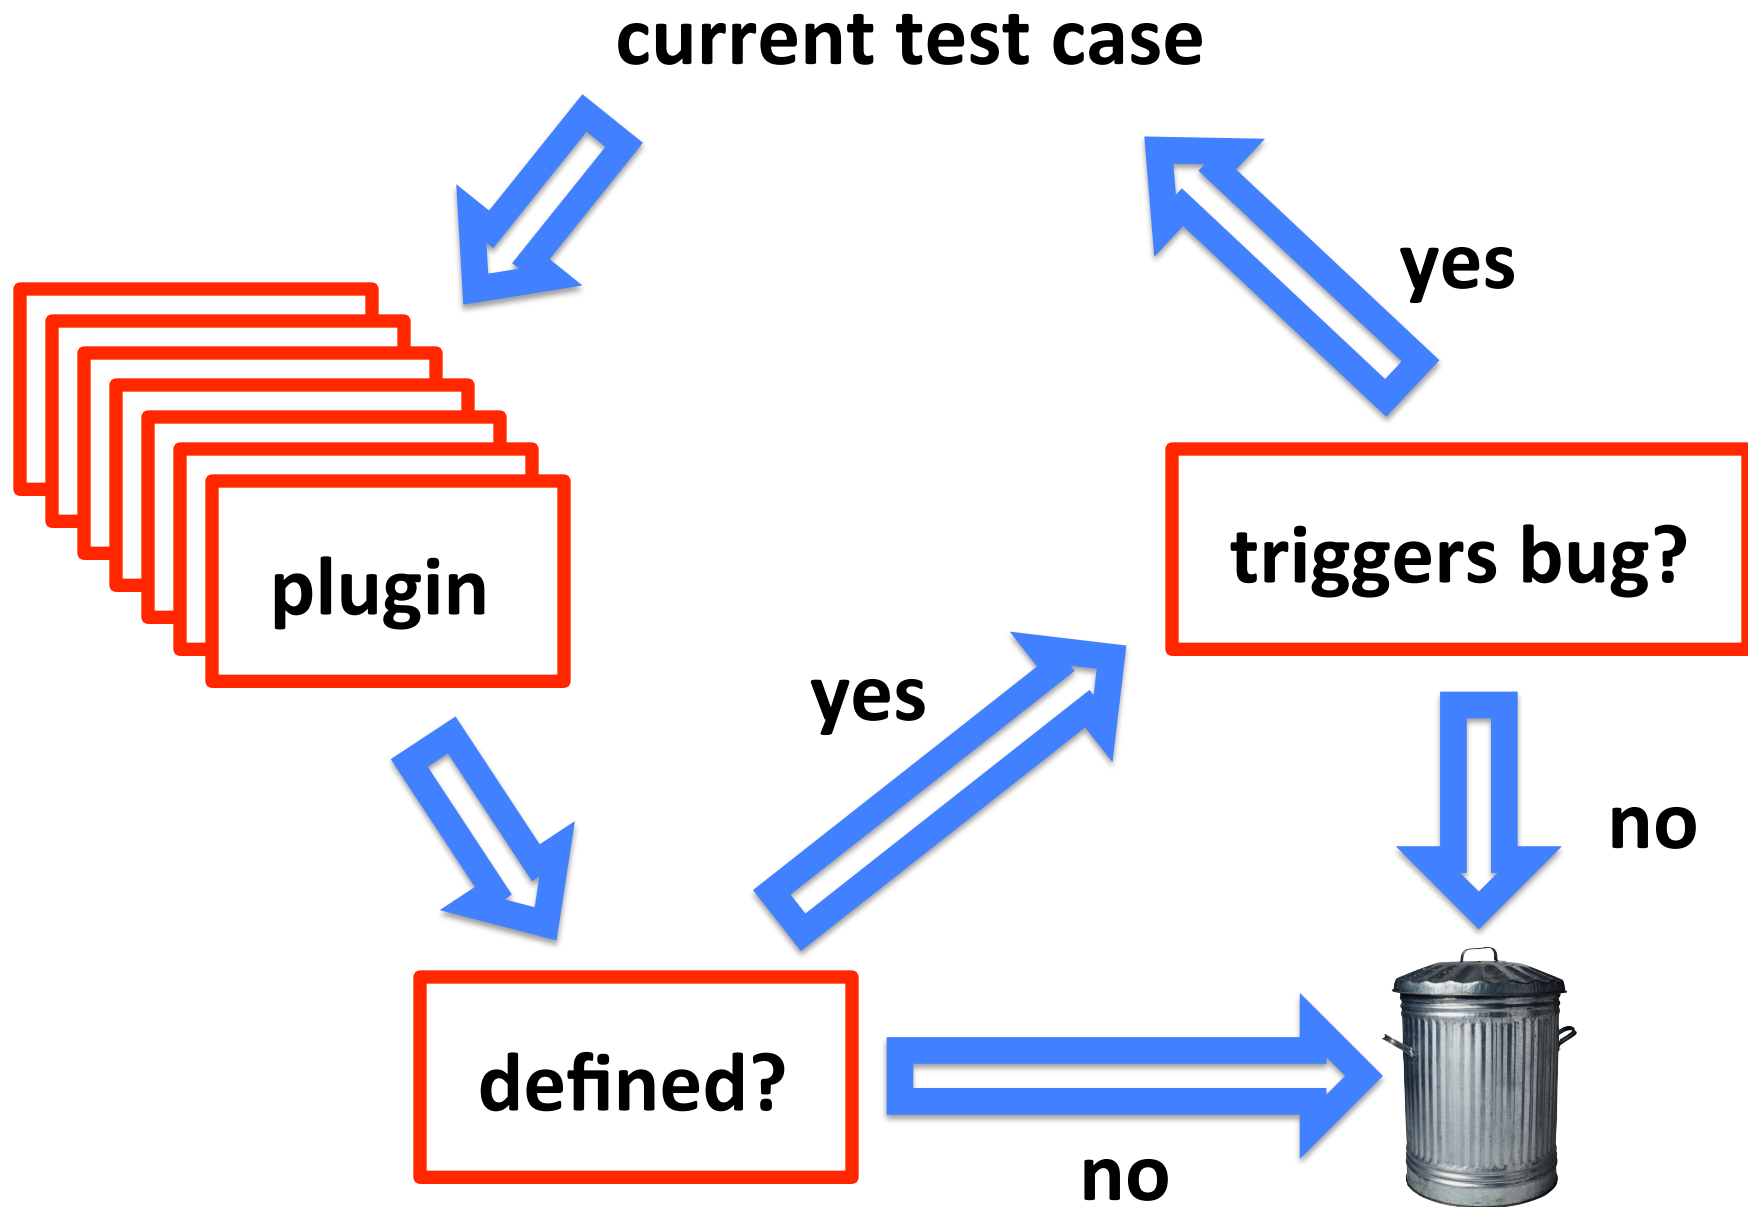 current test case
yes
triggers bug?
plugin
yes
no
defined?
no